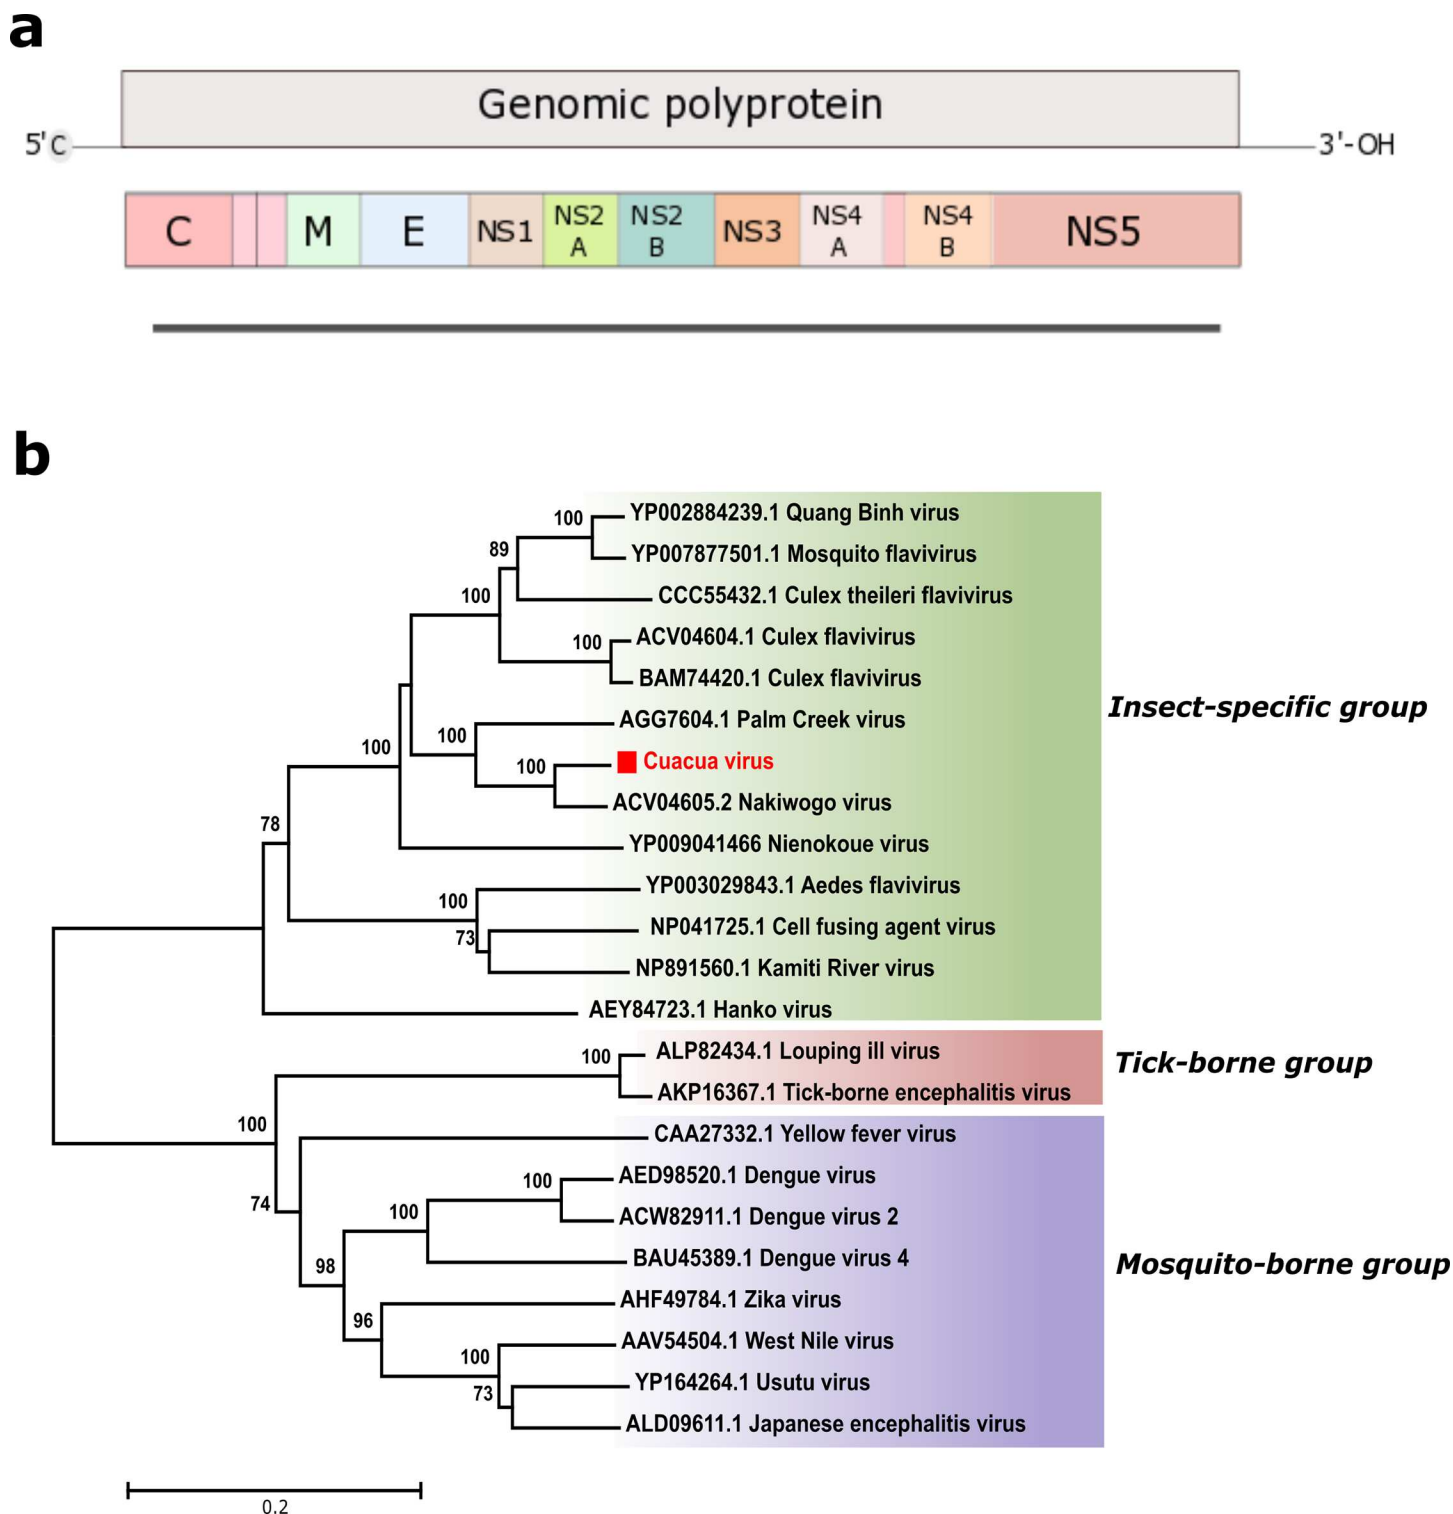 a
Genomic polyprotein
5'C
3'-OH
C
M
E
NS1
NS2
A
NS2
B
NS3
NS4
A
NS4
B
NS5
b
100
YP002884239.1 Quang Binh virus
89
YP007877501.1 Mosquito flavivirus
100
CCC55432.1 Culex theileri flavivirus
100
ACV04604.1 Culex flavivirus
BAM74420.1 Culex flavivirus
Insect-specific group
AGG7604.1 Palm Creek virus
100
100
Cuacua virus
100
ACV04605.2 Nakiwogo virus
78
YP009041466 Nienokoue virus
YP003029843.1 Aedes flavivirus
100
NP041725.1 Cell fusing agent virus
73
NP891560.1 Kamiti River virus
AEY84723.1 Hanko virus
100
ALP82434.1 Louping ill virus
Tick-borne group
AKP16367.1 Tick-borne encephalitis virus
100
CAA27332.1 Yellow fever virus
100
AED98520.1 Dengue virus
74
100
ACW82911.1 Dengue virus 2
98
BAU45389.1 Dengue virus 4
Mosquito-borne group
AHF49784.1 Zika virus
96
AAV54504.1 West Nile virus
100
YP164264.1 Usutu virus
73
ALD09611.1 Japanese encephalitis virus
0.2